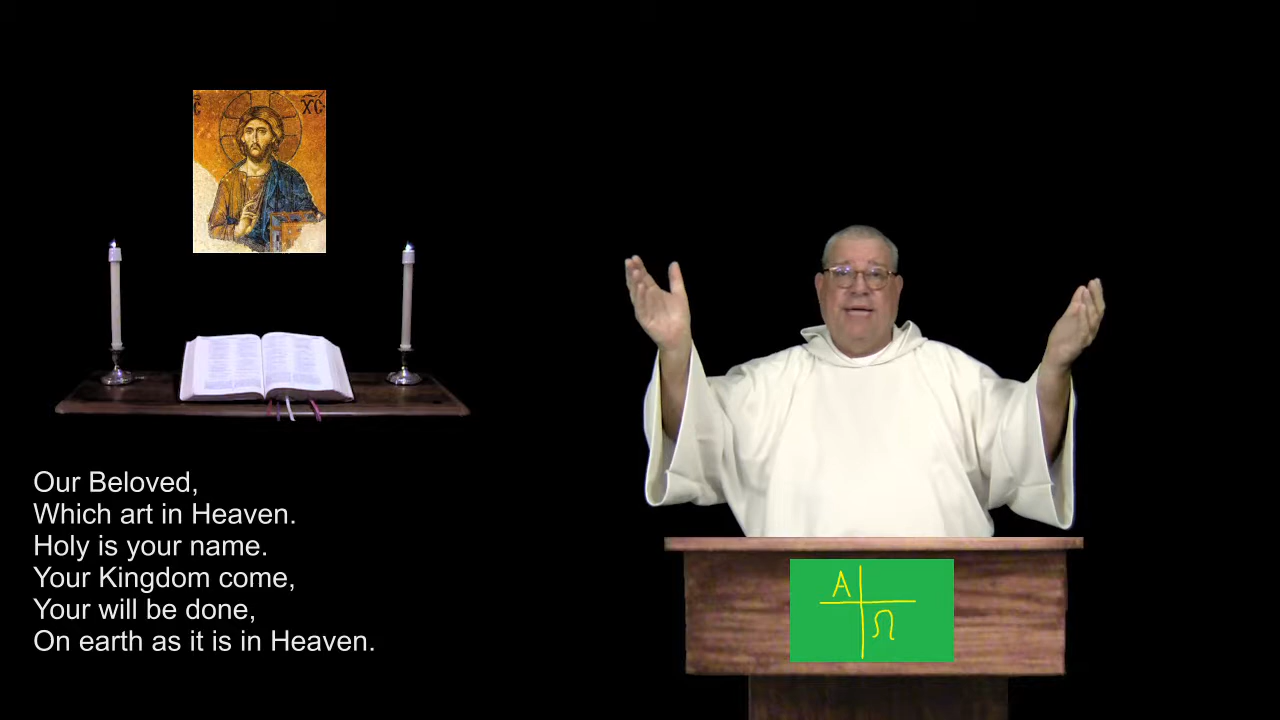 X̅C̅
Our Beloved,
Which art in Heaven.
Holy is your name.
Your Kingdom come,
Your will be done,
On earth as it is in Heaven.
Α
Ω